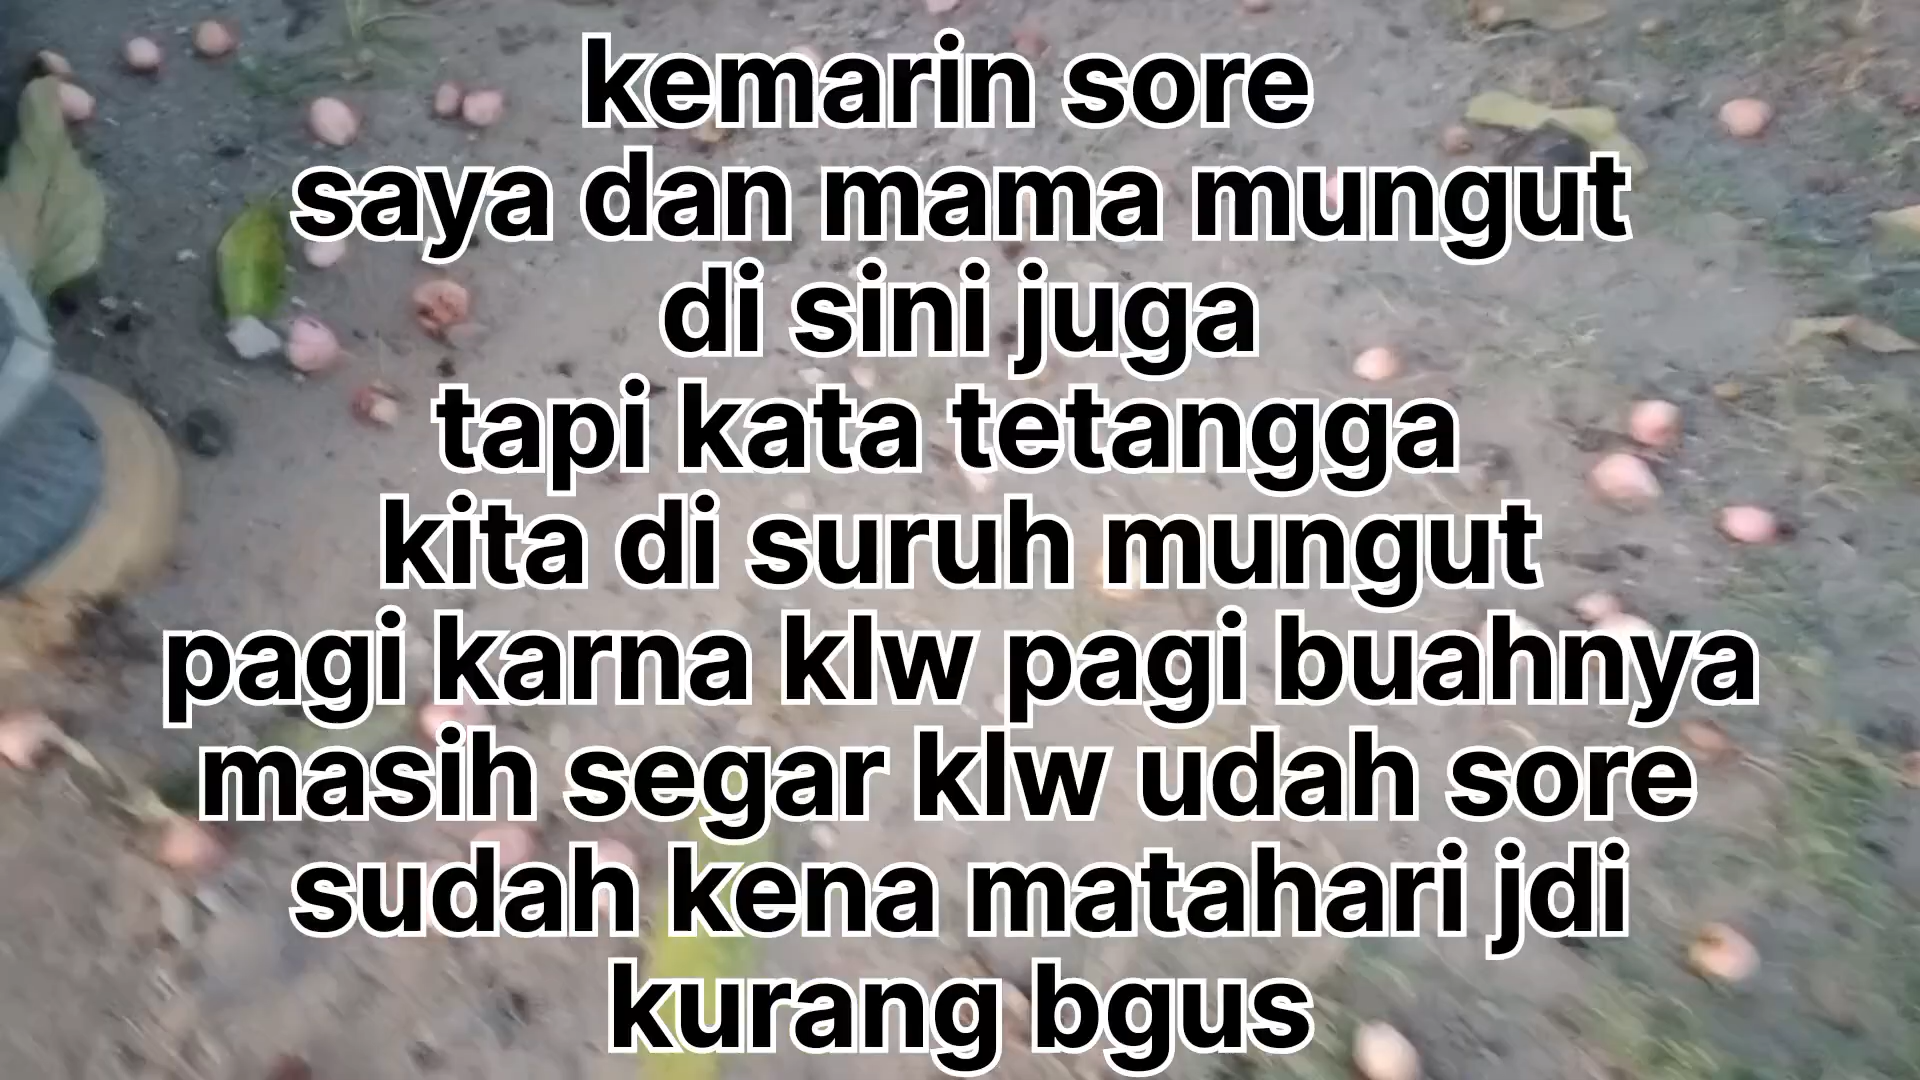 kemarin sore
saya dan mama mungut
di sini juga
tapi kata tetangga
kita di suruh mungut
pagi karna klw pagi buahnya
masih segar klw udah sore
sudah kena matahari jdi
kurang bgus